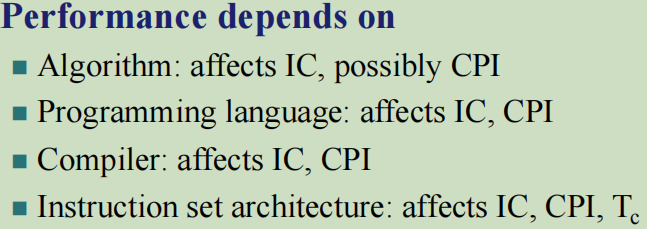 Performance depends on
Algorithm: affects IC, possibly CPI
Programming language: affects IC, CPI
Compiler: affects IC, CPI
Instruction set architecture: affects IC, CPI, Tc